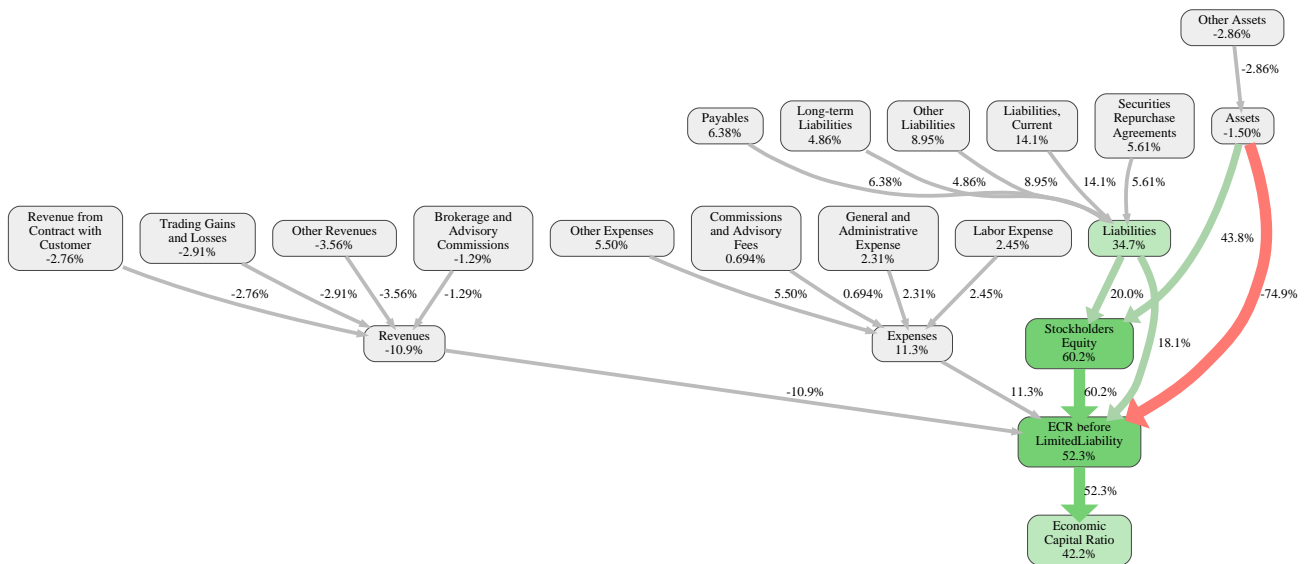 Other Assets
-2.86%
-2.86%
Payables
6.38%
Long-term
Liabilities
4.86%
Other
Liabilities
8.95%
Liabilities,
Current
14.1%
Securities
Repurchase
Agreements
5.61%
Assets
-1.50%
6.38%
4.86%
8.95%
14.1%
5.61%
Revenue from
Contract with
Customer
-2.76%
Trading Gains
and Losses
-2.91%
Other Revenues
-3.56%
Brokerage and
Advisory
Commissions
-1.29%
Other Expenses
5.50%
Commissions
and Advisory
Fees
0.694%
General and
Administrative
Expense
2.31%
Labor Expense
2.45%
Liabilities
34.7%
43.8%
-2.76%
-2.91%
-3.56%
-1.29%
5.50%
0.694%
2.31%
2.45%
20.0%
-74.9%
Revenues
-10.9%
Expenses
11.3%
Stockholders
Equity
60.2%
18.1%
-10.9%
11.3%
60.2%
ECR before
LimitedLiability
52.3%
52.3%
Economic
Capital Ratio
42.2%